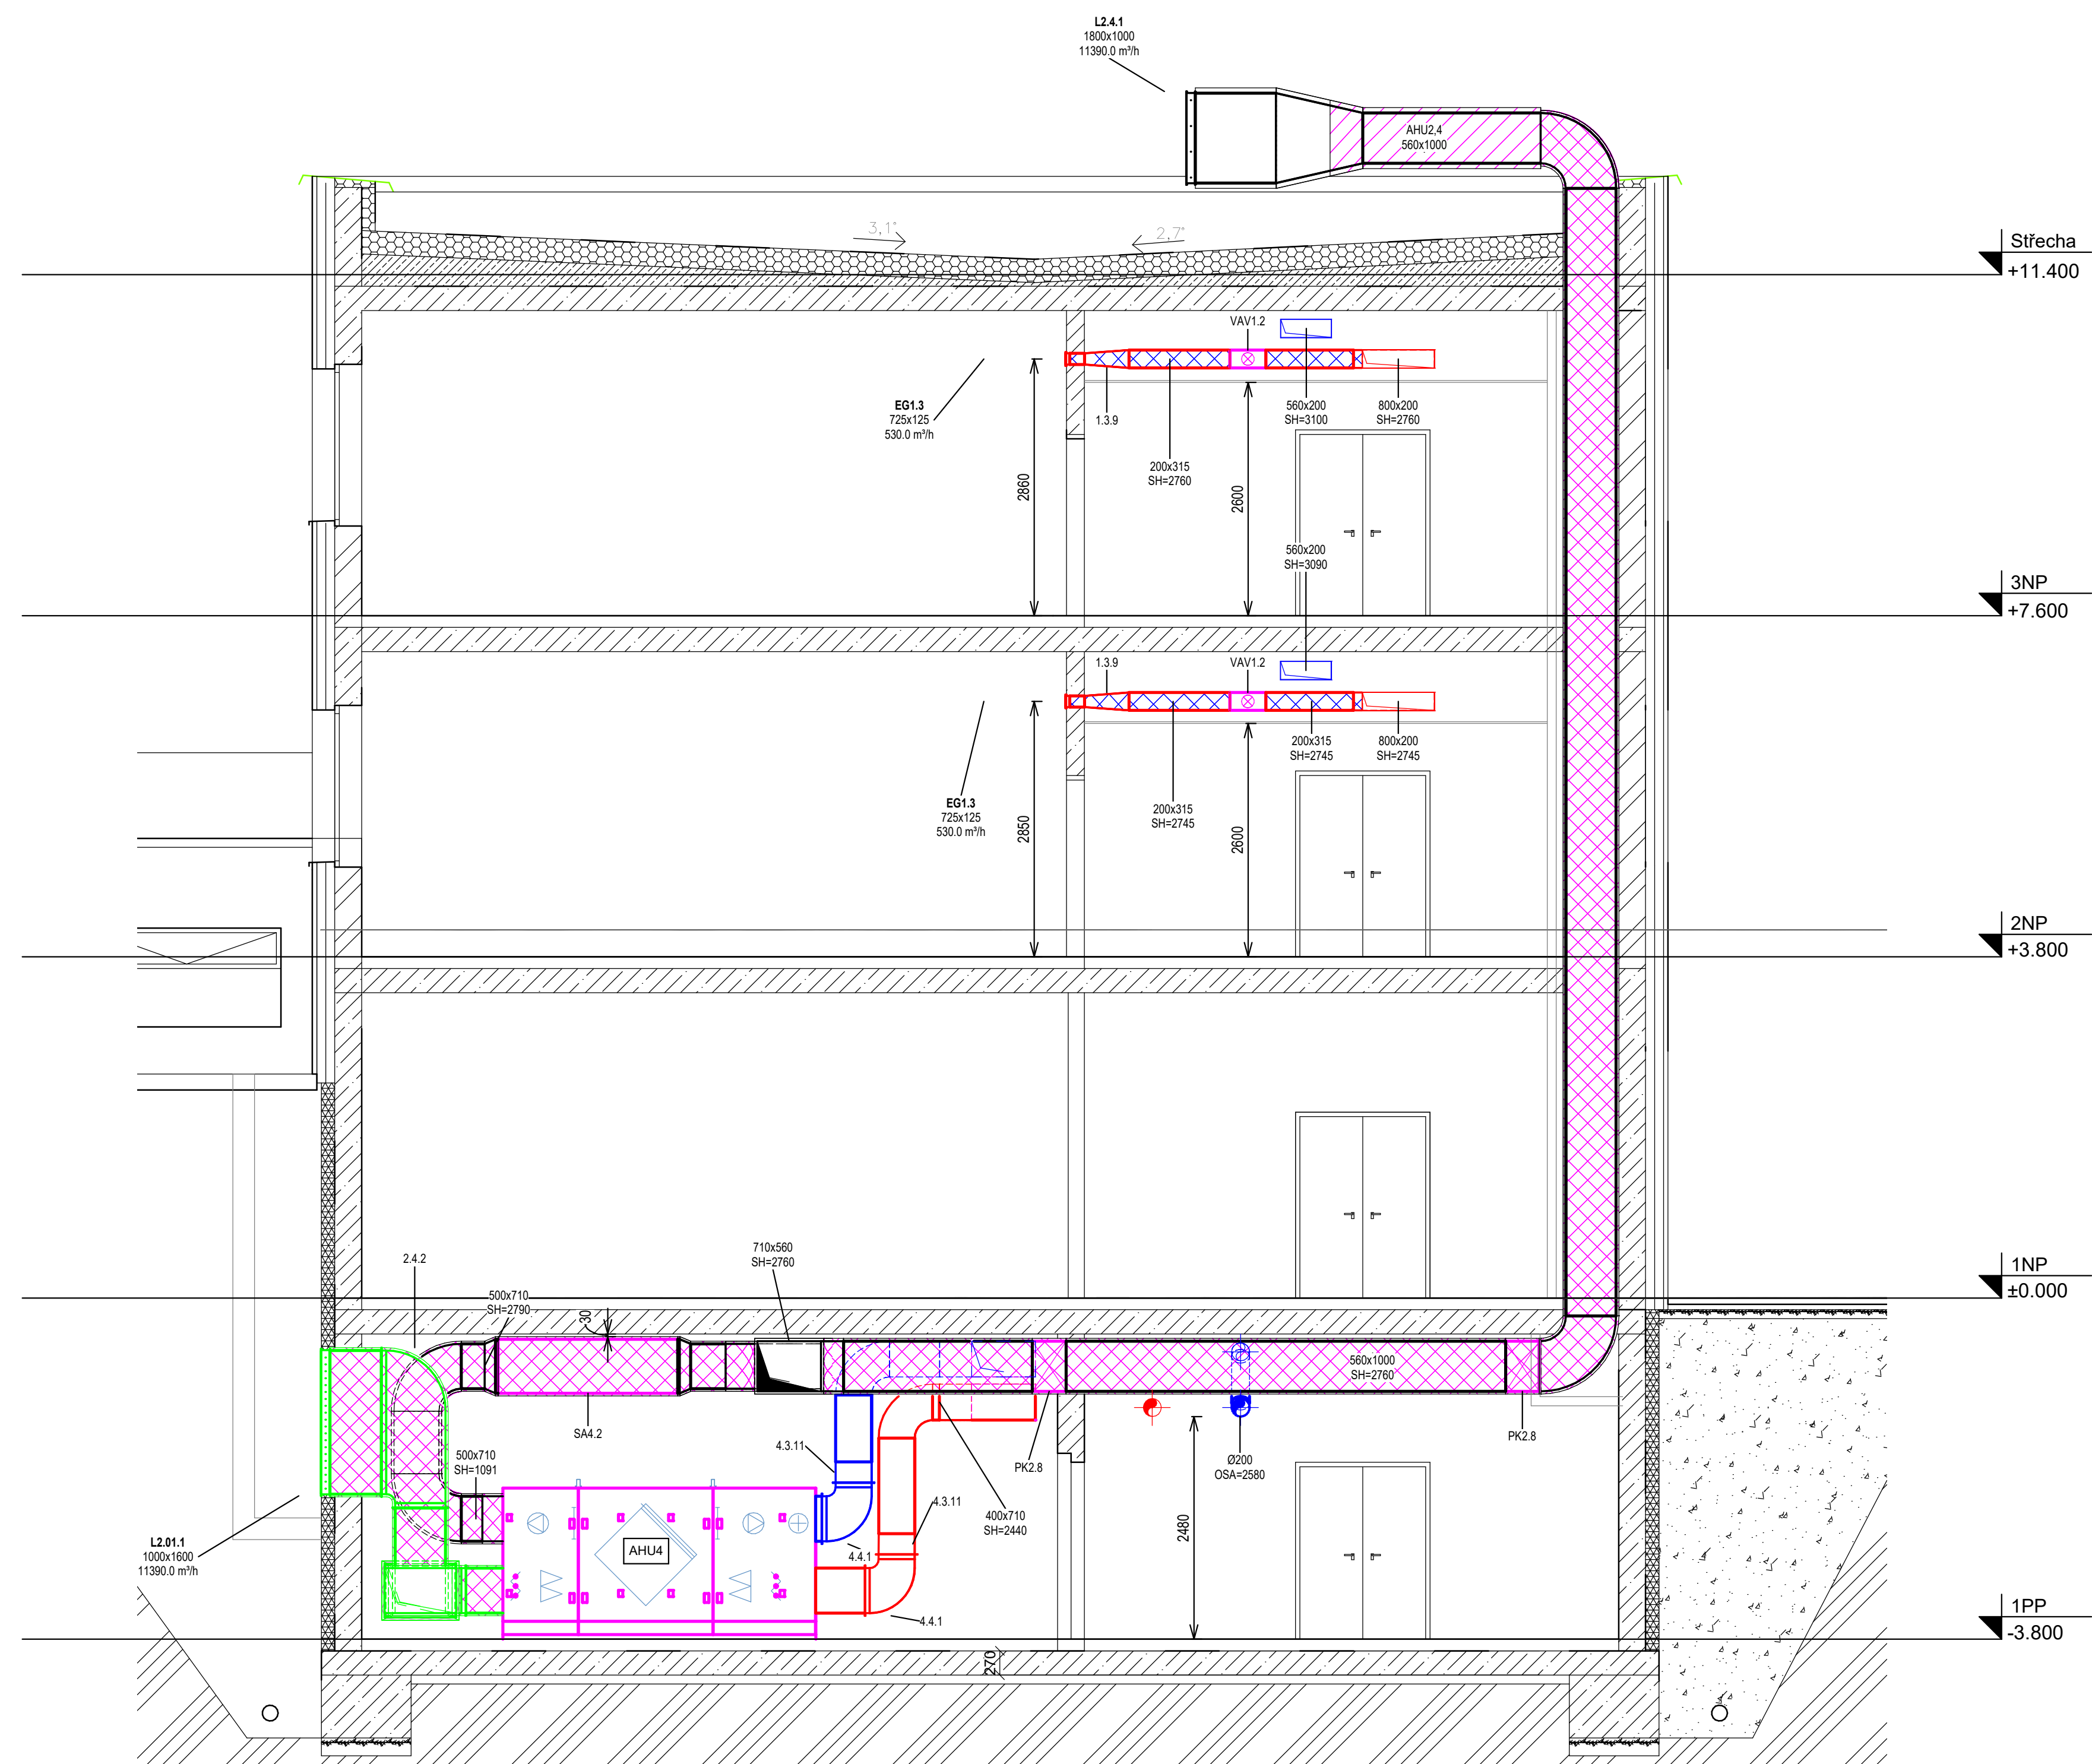 L2.4.1
1800x1000
11390.0 m³/h
AHU2,4
560x1000
3,1°
2,7°
Střecha
+11.400
VAV1.2
EG1.3
725x125
530.0 m³/h
1.3.9
560x200
SH=3100
800x200
SH=2760
200x315
SH=2760
2860
2600
560x200
SH=3090
3NP
+7.600
1.3.9
VAV1.2
200x315
SH=2745
800x200
SH=2745
EG1.3
725x125
530.0 m³/h
200x315
SH=2745
2850
2600
2NP
+3.800
2.4.2
710x560
SH=2760
1NP
±0.000
500x710
SH=2790
30
560x1000
SH=2760
SA4.2
4.3.11
PK2.8
PK2.8
500x710
SH=1091
Ø200
OSA=2580
4.3.11
400x710
SH=2440
2480
L2.01.1
1000x1600
11390.0 m³/h
AHU4
4.4.1
4.4.1
1PP
-3.800
270